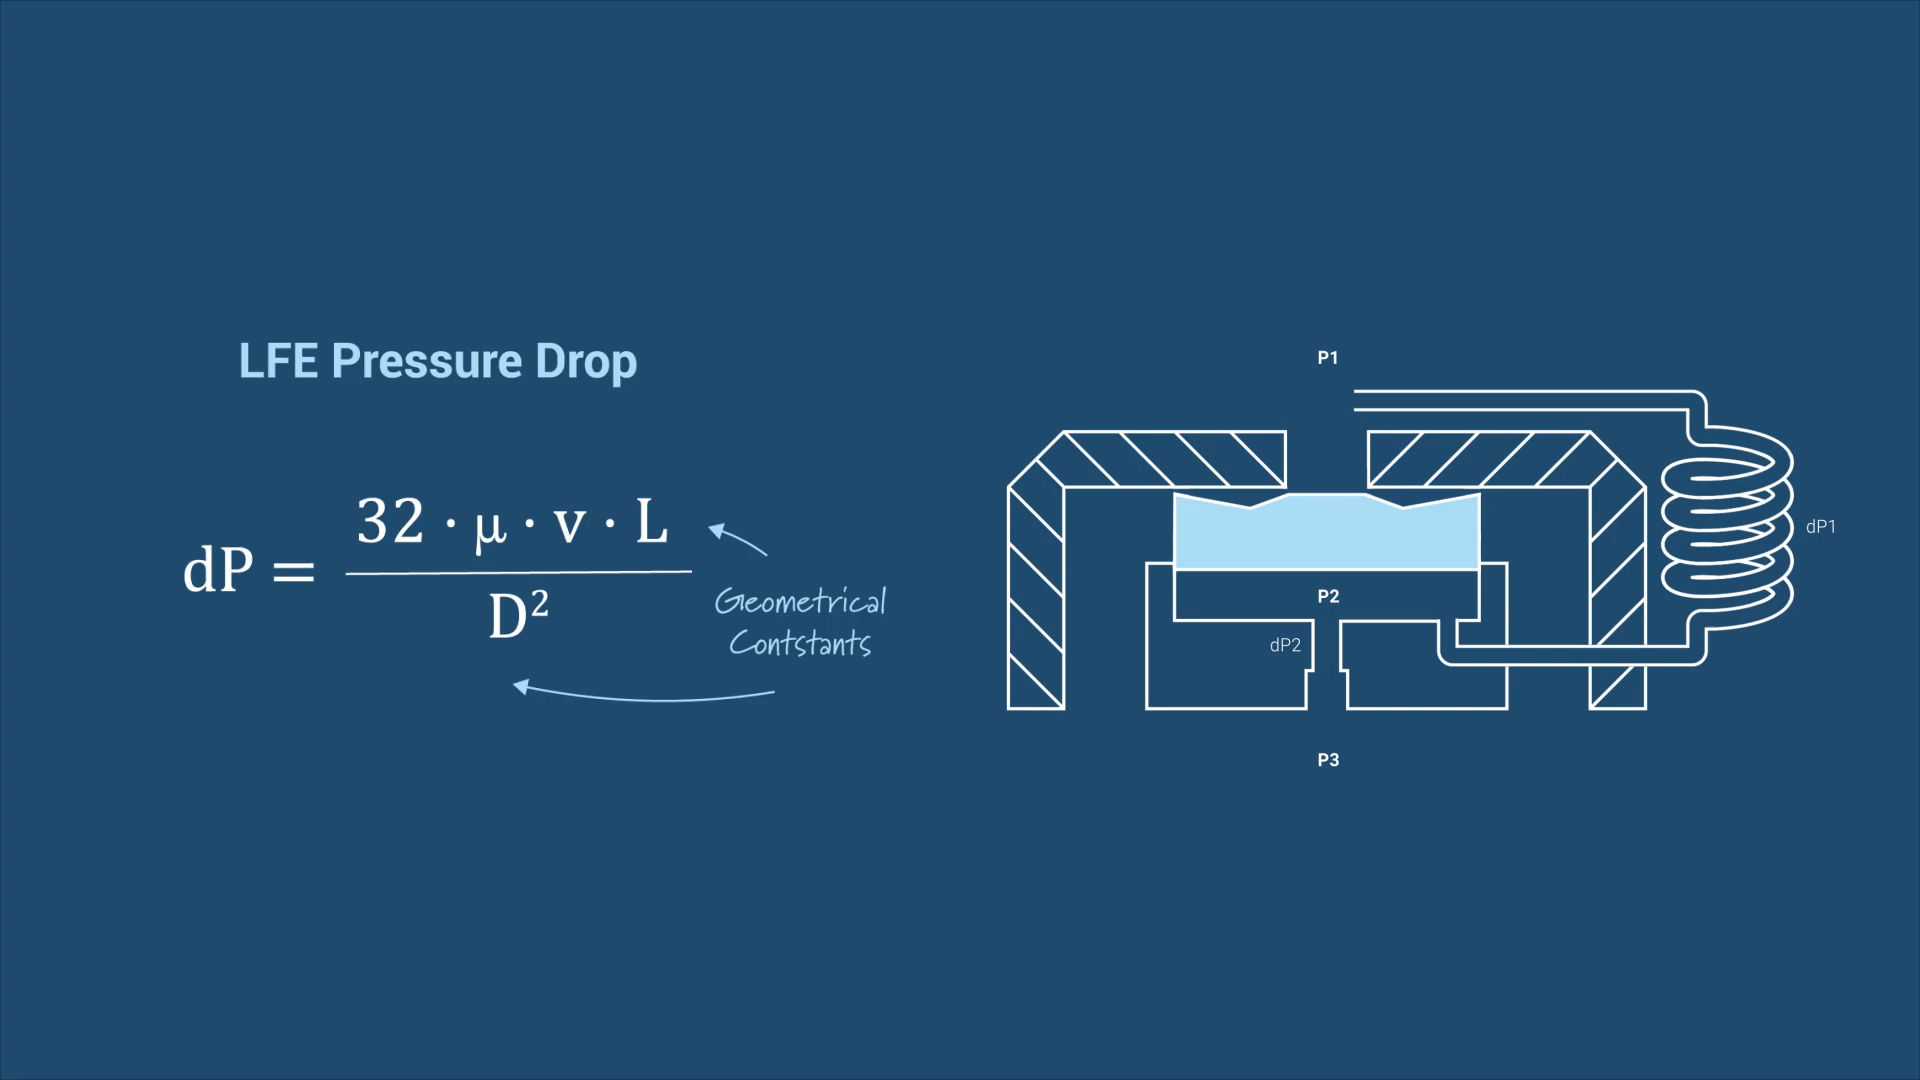 LFE Pressure Drop
dP = 32 · μ · v · L
D²
Geometrical
Contstants
P1
dP1
P2
dP2
P3